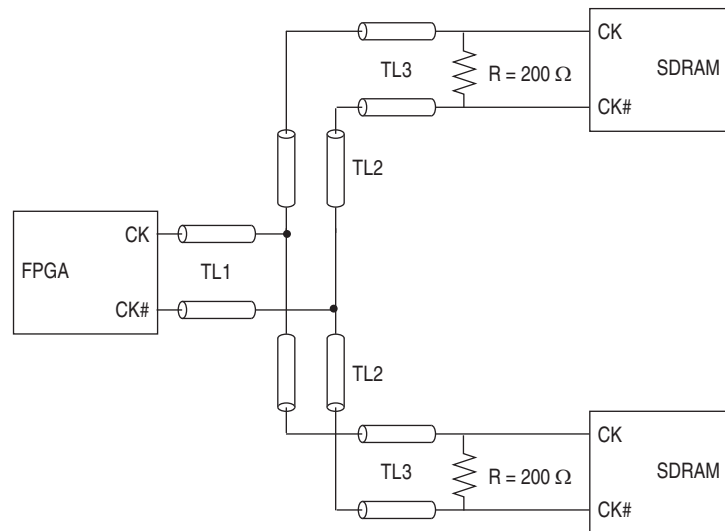 CK
TL3
R = 200 Ω
SDRAM
CK#
TL2
CK
FPGA
TL1
CK#
TL2
CK
TL3
R = 200 Ω
SDRAM
CK#